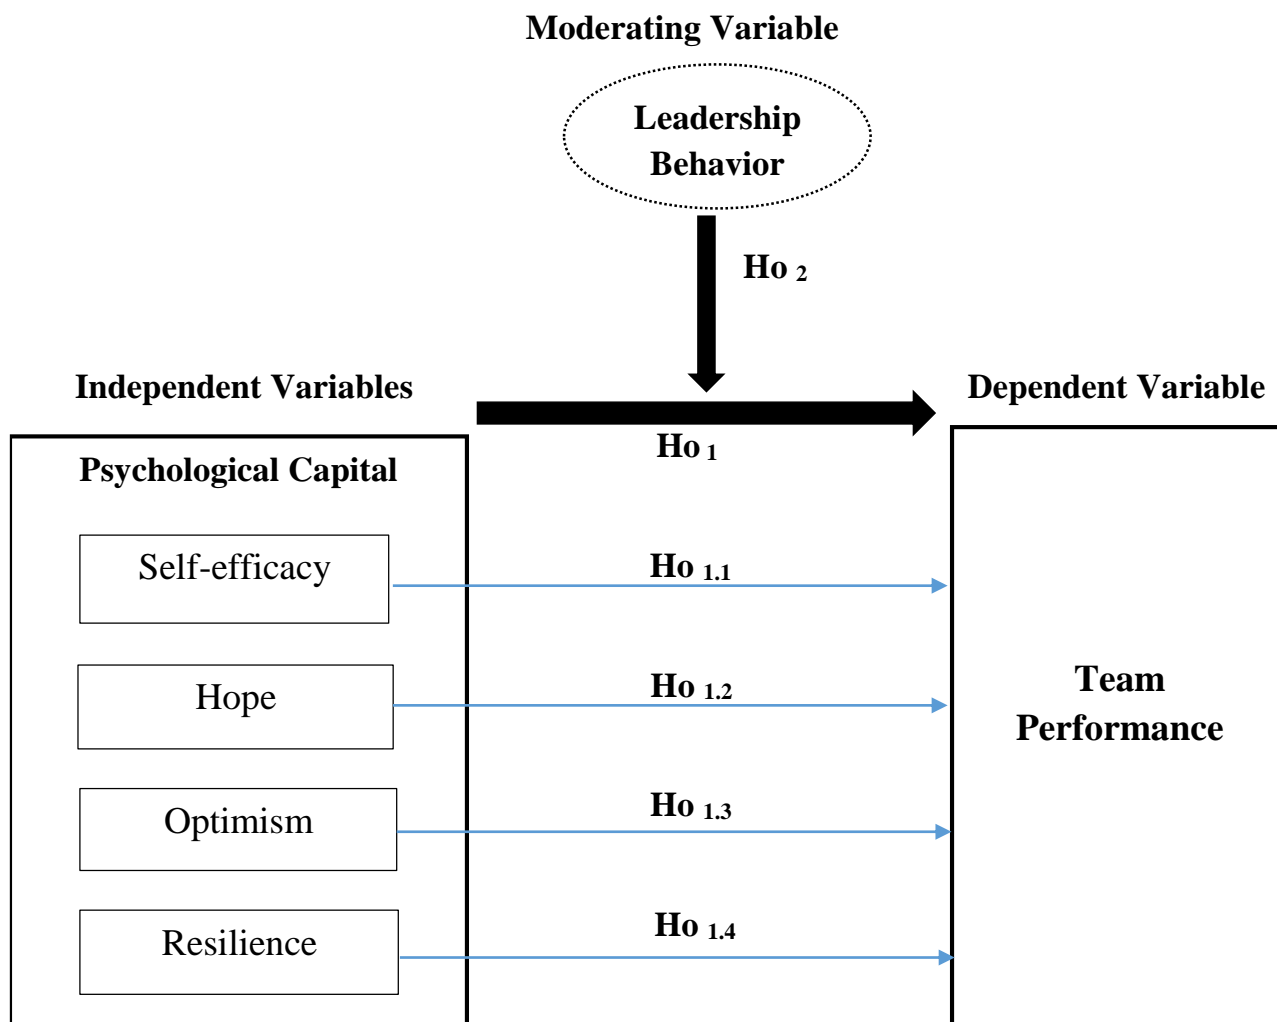 Moderating Variable
Leadership
Behavior
Ho 2
Independent Variables
Dependent Variable
Ho 1
Psychological Capital
Self-efficacy
Ho 1.1
Hope
Ho 1.2
Team
Performance
Optimism
Ho 1.3
Resilience
Ho 1.4